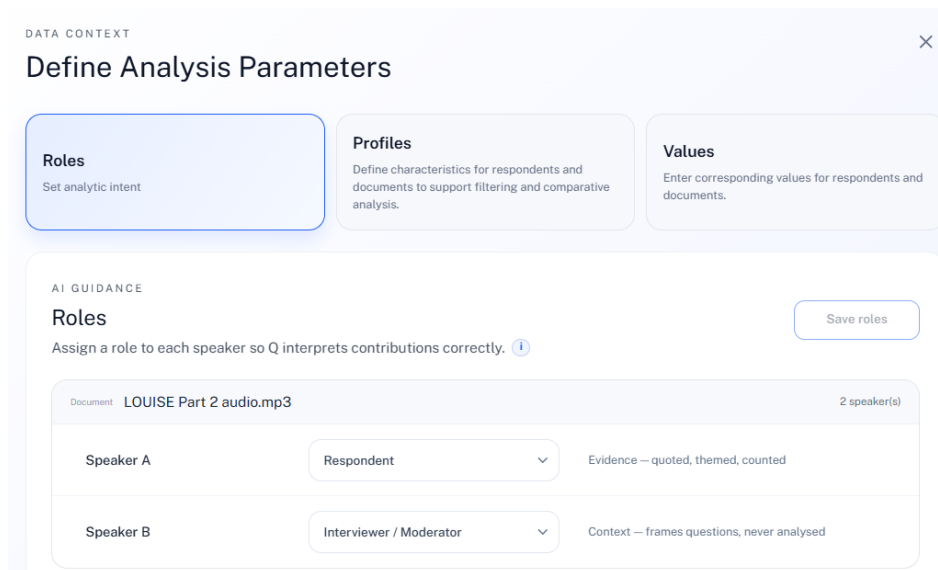 DATA CONTEXT
Define Analysis Parameters
Roles
Set analytic intent
Profiles
Define characteristics for respondents and
documents to support filtering and comparative
analysis.
Values
Enter corresponding values for respondents and
documents.
AI GUIDANCE
Roles
Save roles
Assign a role to each speaker so Q interprets contributions correctly. i
Document LOUISE Part 2 audio.mp3 2 speaker(s)
Speaker A Respondent Evidence — quoted, themed, counted
Speaker B Interviewer / Moderator Context — frames questions, never analysed